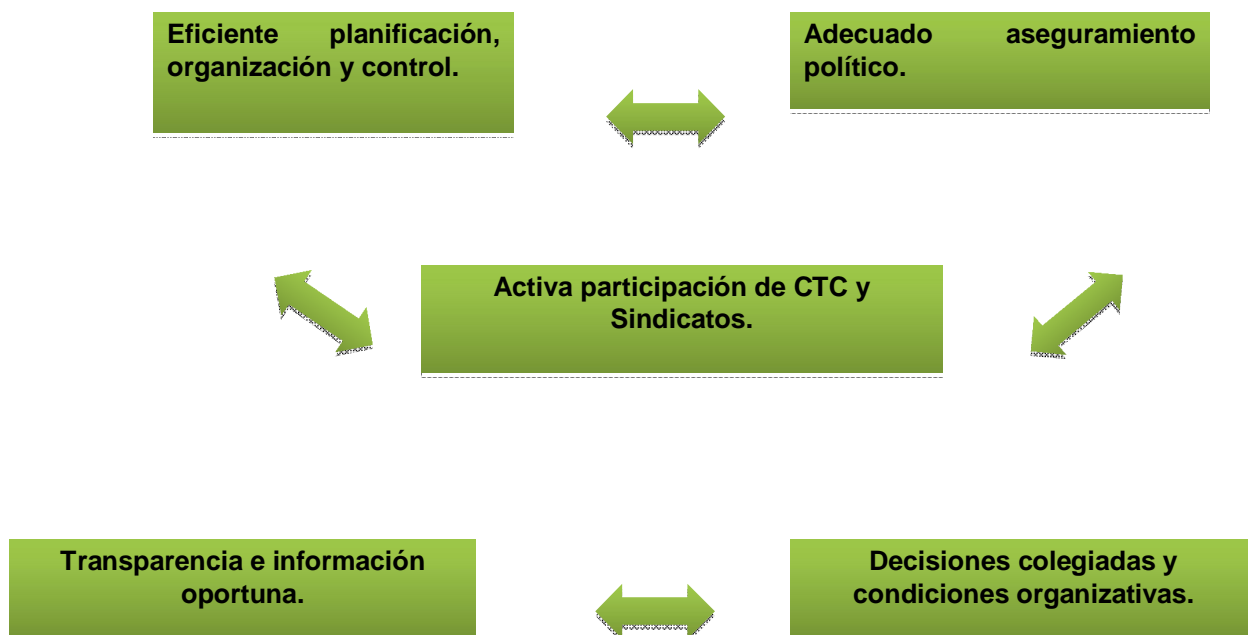 Eficiente planificación,
organización y control.
Adecuado aseguramiento
político.
Activa participación de CTC y
Sindicatos.
Transparencia e información
oportuna.
Decisiones colegiadas y
condiciones organizativas.